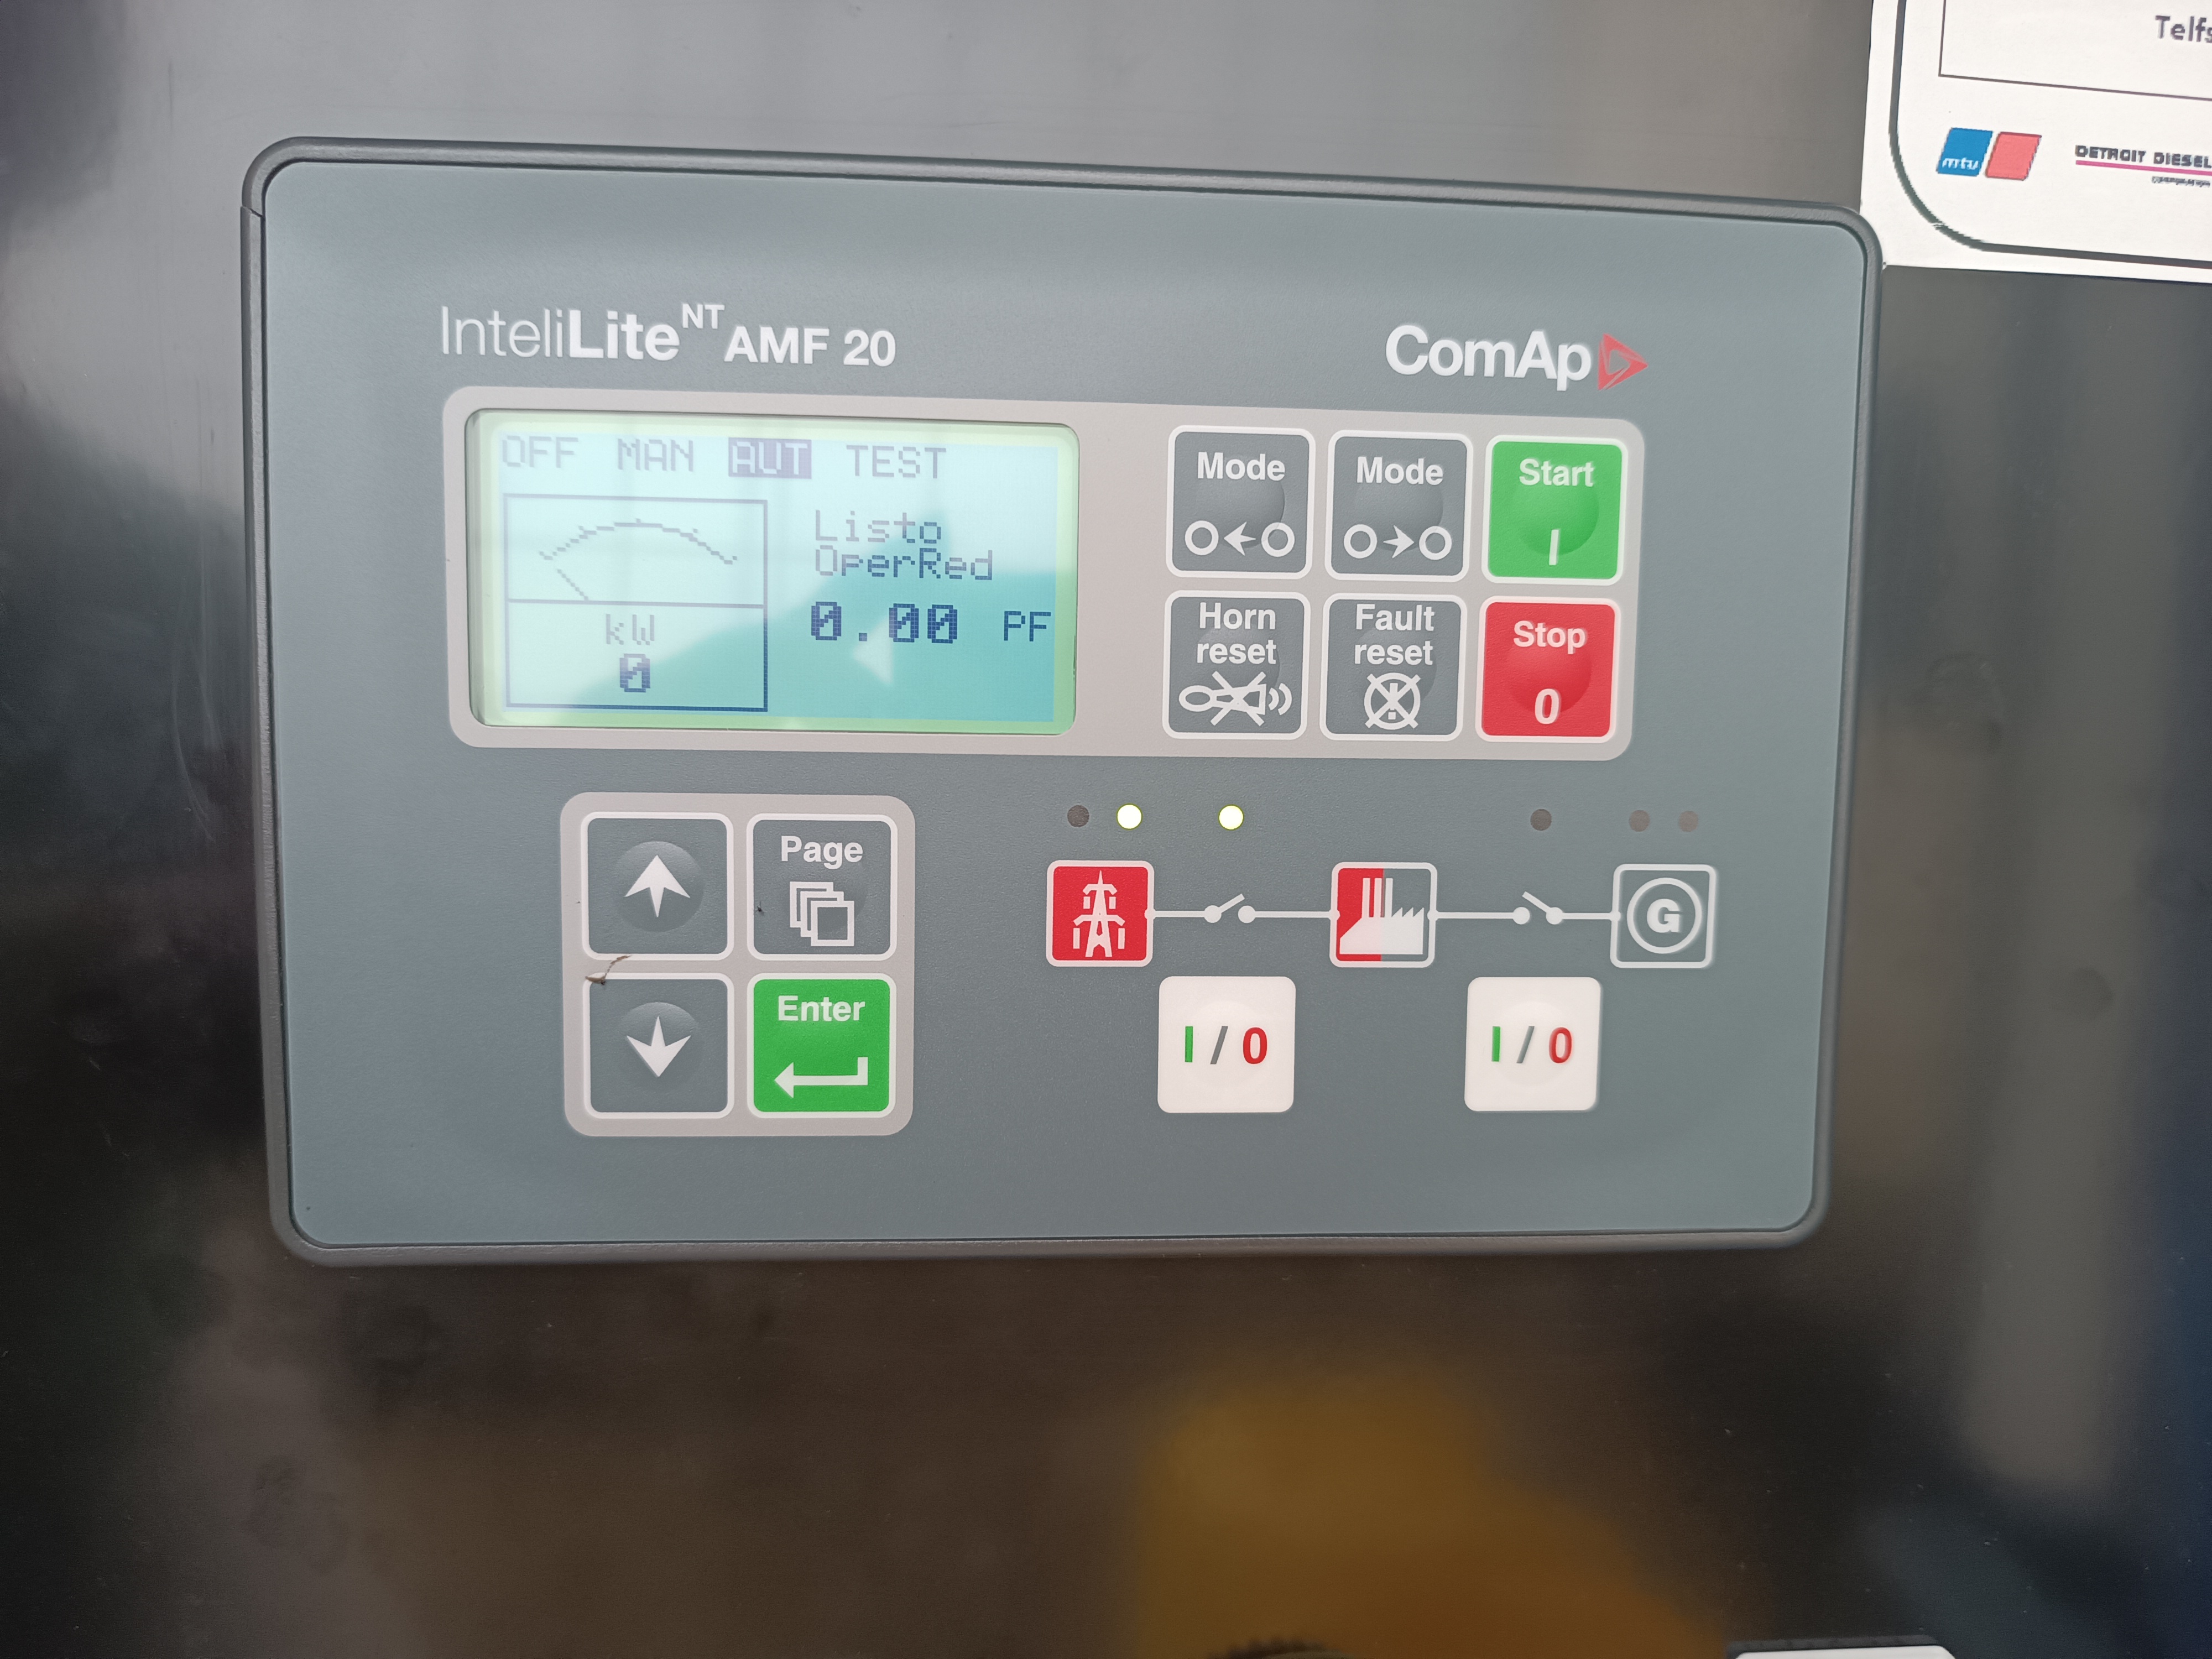 Telfs
mtu
DETROIT DIESEL
InteliLite NT AMF 20
ComAp
OFF MAN AUT TEST
Listo
OperRed
kW
0
0.00 PF
Mode
Mode
Start
I
Horn
reset
Fault
reset
Stop
0
Page
Enter
G
I / 0
I / 0